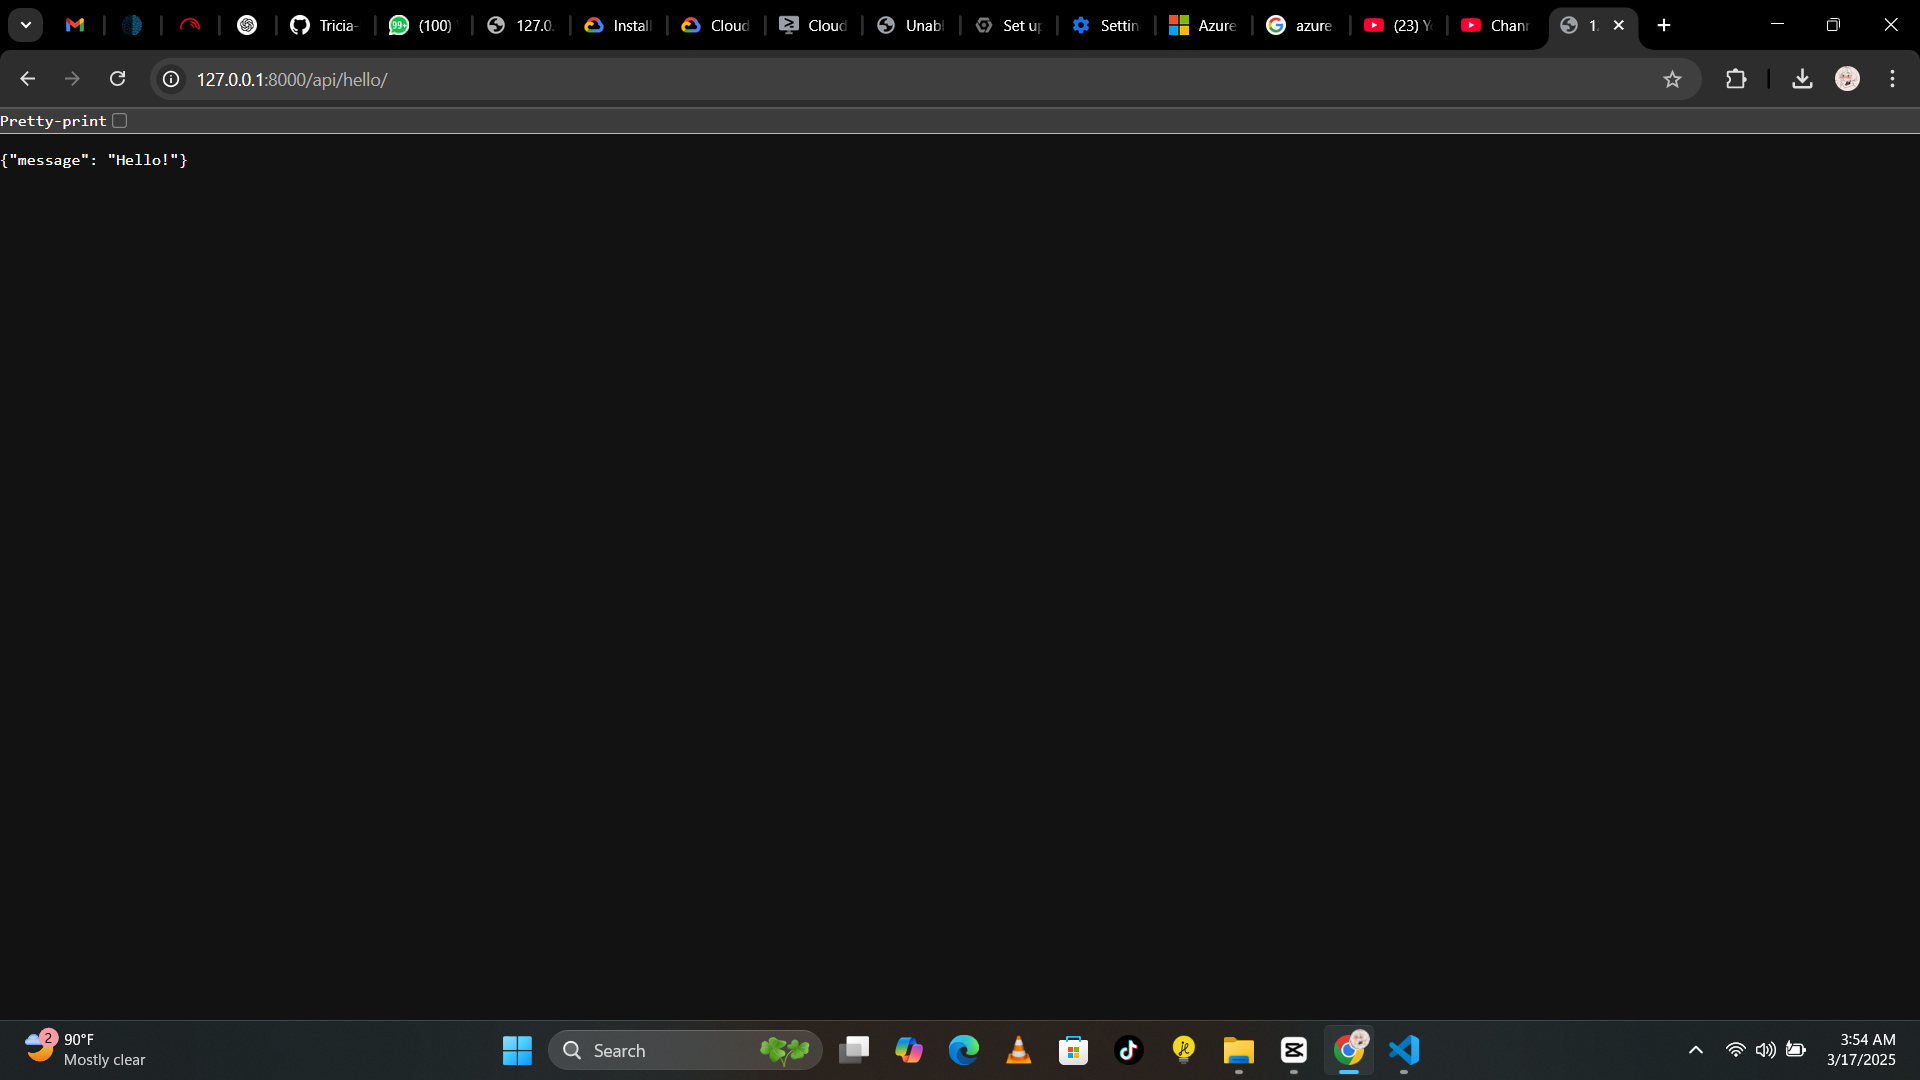 Tricia-
99+
(100)
127.0.
Install
Cloud
Cloud
Unabl
Set up
Settin
Azure
azure
(23) Y
Chann
127.0.0.1:8000/api/hello/
Pretty-print
{"message": "Hello!"}
2
90°F
Mostly clear
Search
3:54 AM
3/17/2025